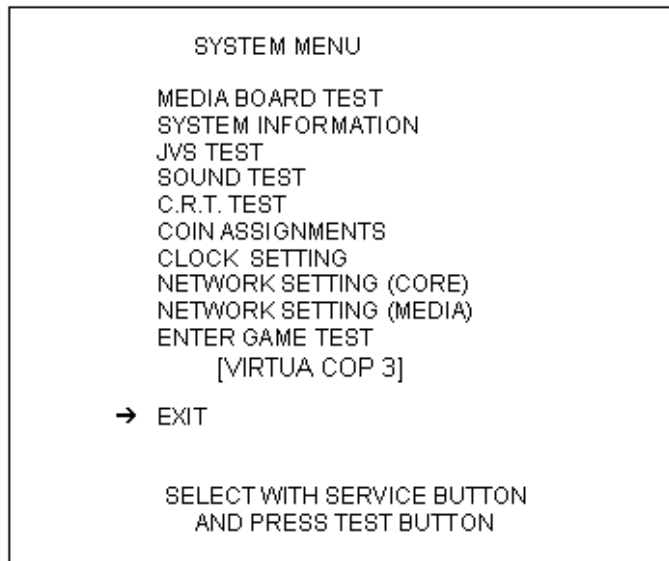 SYSTEM MENU
MEDIA BOARD TEST
SYSTEM INFORMATION
JVS TEST
SOUND TEST
C.R.T. TEST
COIN ASSIGNMENTS
CLOCK SETTING
NETWORK SETTING (CORE)
NETWORK SETTING (MEDIA)
ENTER GAME TEST
[VIRTUA COP 3]
➔ EXIT
SELECT WITH SERVICE BUTTON
AND PRESS TEST BUTTON